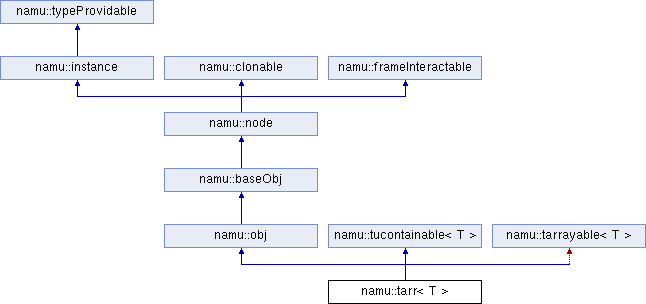 namu::typeProvidable
namu::instance
namu::clonable
namu::frameInteractable
namu::node
namu::baseObj
namu::obj
namu::tucontainable< T >
namu::tarrayable< T >
namu::tarr< T >